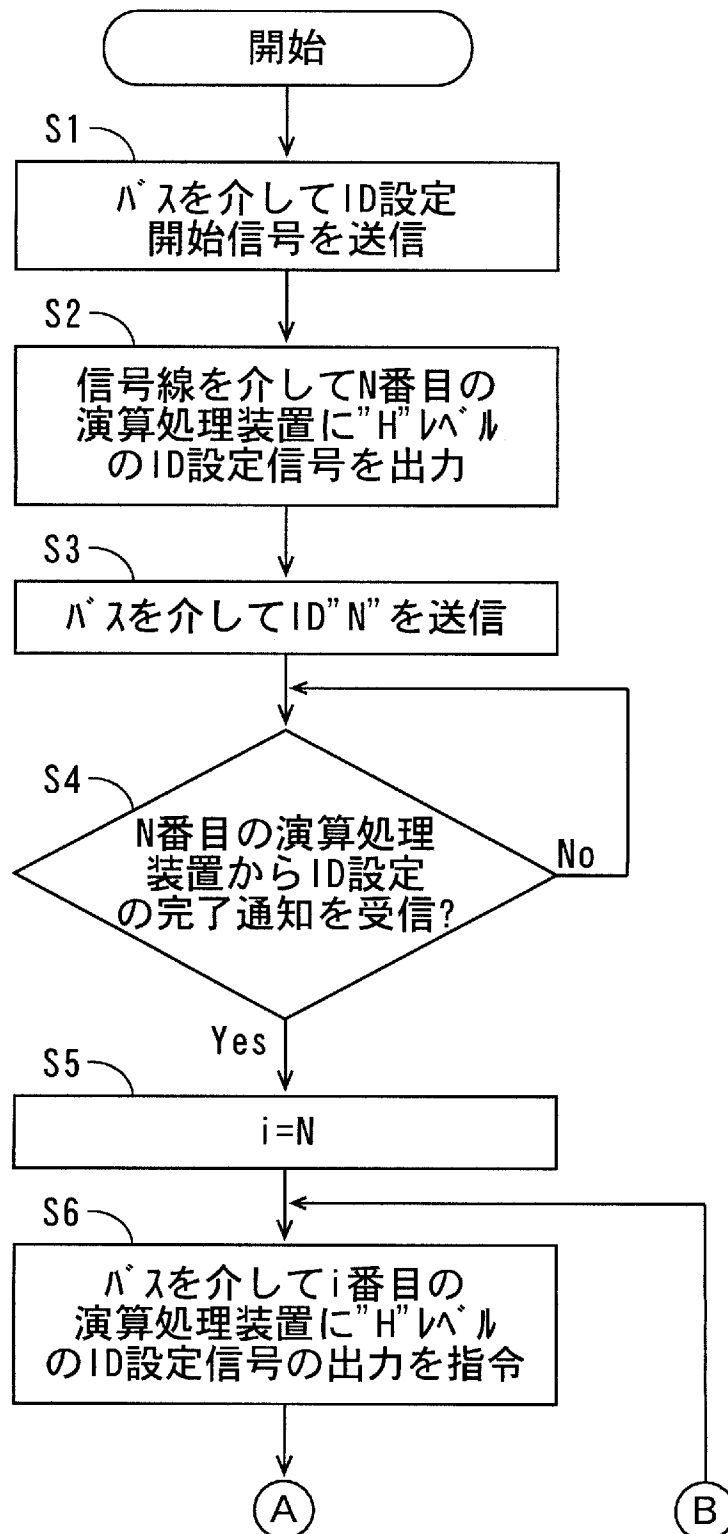 開始
S1
バスを介してID設定
開始信号を送信
S2
信号線を介してN番目の
演算処理装置に"H"レベル
のID設定信号を出力
S3
バスを介してID"N"を送信
S4
N番目の演算処理
装置からID設定
の完了通知を受信?
No
Yes
S5
i=N
S6
バスを介してi番目の
演算処理装置に"H"レベル
のID設定信号の出力を指令
A
B